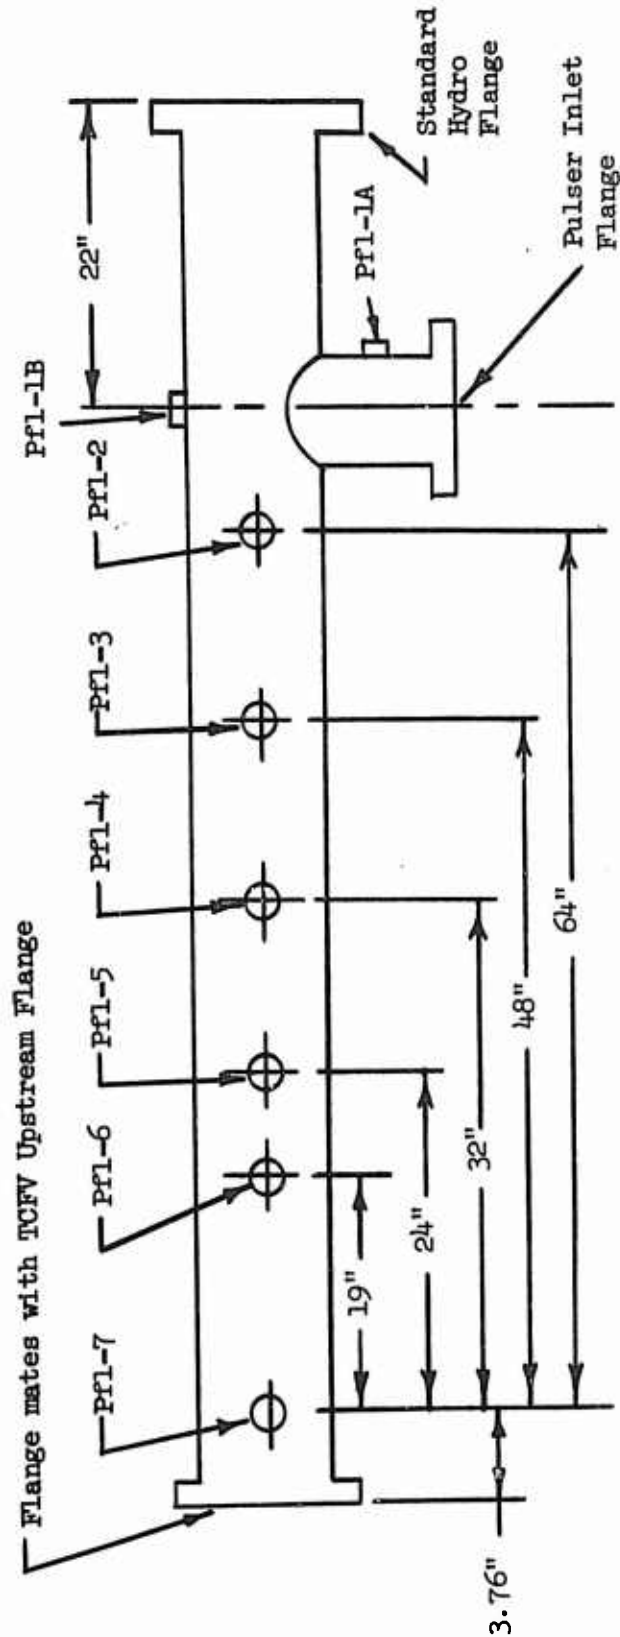 Flange mates with TCFV Upstream Flange
Pf1-7
Pf1-6
Pf1-5
Pf1-4
Pf1-3
Pf1-2
Pf1-1B
22"
Pf1-1A
Standard
Hydro
Flange
Pulser Inlet
Flange
19"
24"
32"
48"
64"
3.76"